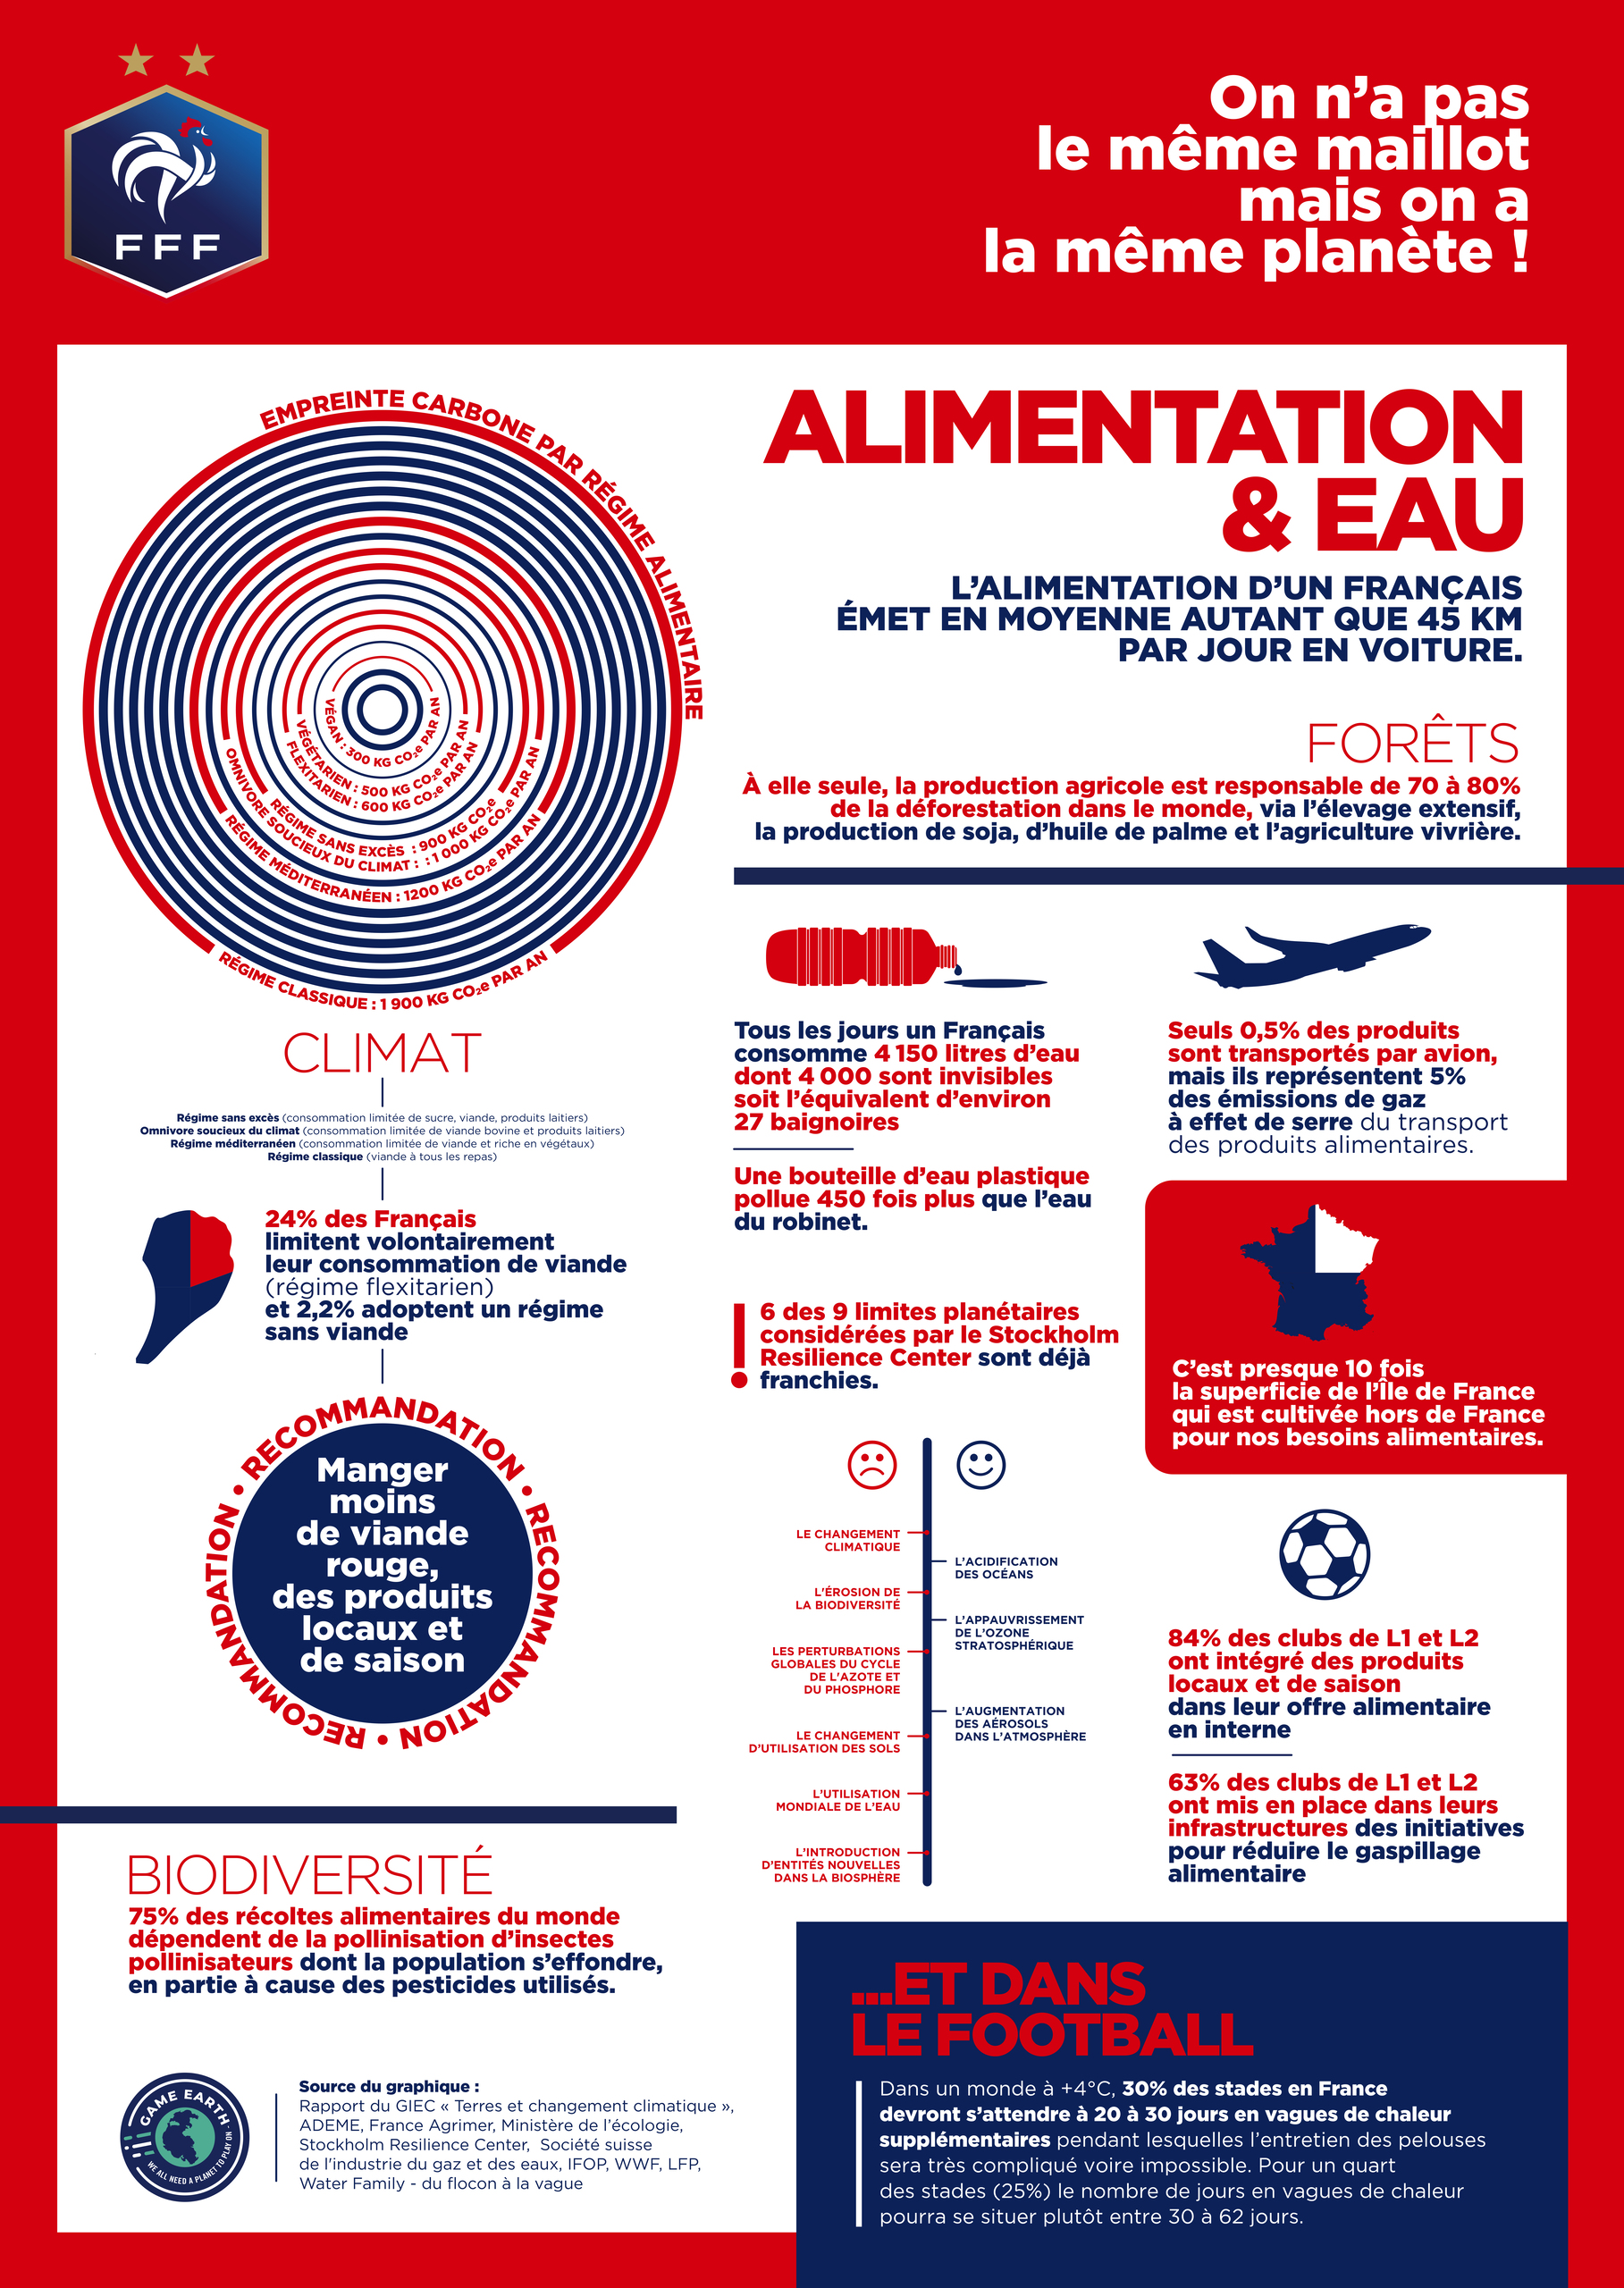 FFF
On n’a pas
le même maillot
mais on a
la même planète !
EMPREINTE CARBONE PAR RÉGIME ALIMENTAIRE
VÉGAN : 300 KG CO₂e PAR AN
VÉGÉTARIEN : 500 KG CO₂e PAR AN
FLEXITARIEN : 600 KG CO₂e PAR AN
RÉGIME SANS EXCÈS : 900 KG CO₂e
OMNIVORE SOUCIEUX DU CLIMAT : : 1 000 KG CO₂e PAR AN
RÉGIME MÉDITERRANÉEN : 1200 KG CO₂e PAR AN
RÉGIME CLASSIQUE : 1 900 KG CO₂e PAR AN
CLIMAT
Régime sans excès (consommation limitée de sucre, viande, produits laitiers)
Omnivore soucieux du climat (consommation limitée de viande bovine et produits laitiers)
Régime méditerranéen (consommation limitée de viande et riche en végétaux)
Régime classique (viande à tous les repas)
24% des Français
limitent volontairement
leur consommation de viande
(régime flexitarien)
et 2,2% adoptent un régime
sans viande
RECOMMANDATION • RECOMMANDATION • RECOMMANDATION •
Manger
moins
de viande
rouge,
des produits
locaux et
de saison
BIODIVERSITÉ
75% des récoltes alimentaires du monde
dépendent de la pollinisation d’insectes
pollinisateurs dont la population s’effondre,
en partie à cause des pesticides utilisés.
GAME EARTH
WE ALL NEED A PLANET TO PLAY ON
Source du graphique :
Rapport du GIEC « Terres et changement climatique »,
ADEME, France Agrimer, Ministère de l’écologie,
Stockholm Resilience Center, Société suisse
de l'industrie du gaz et des eaux, IFOP, WWF, LFP,
Water Family - du flocon à la vague
ALIMENTATION
& EAU
L’ALIMENTATION D’UN FRANÇAIS
ÉMET EN MOYENNE AUTANT QUE 45 KM
PAR JOUR EN VOITURE.
FORÊTS
À elle seule, la production agricole est responsable de 70 à 80%
de la déforestation dans le monde, via l’élevage extensif,
la production de soja, d’huile de palme et l’agriculture vivrière.
Tous les jours un Français
consomme 4 150 litres d’eau
dont 4 000 sont invisibles
soit l’équivalent d’environ
27 baignoires
Une bouteille d’eau plastique
pollue 450 fois plus que l’eau
du robinet.
6 des 9 limites planétaires
considérées par le Stockholm
Resilience Center sont déjà
franchies.
LE CHANGEMENT
CLIMATIQUE
L’ACIDIFICATION
DES OCÉANS
L’ÉROSION DE
LA BIODIVERSITÉ
L’APPAUVRISSEMENT
DE L’OZONE
STRATOSPHÉRIQUE
LES PERTURBATIONS
GLOBALES DU CYCLE
DE L'AZOTE ET
DU PHOSPHORE
L’AUGMENTATION
DES AÉROSOLS
DANS L’ATMOSPHÈRE
LE CHANGEMENT
D’UTILISATION DES SOLS
L’UTILISATION
MONDIALE DE L’EAU
L’INTRODUCTION
D’ENTITÉS NOUVELLES
DANS LA BIOSPHÈRE
Seuls 0,5% des produits
sont transportés par avion,
mais ils représentent 5%
des émissions de gaz
à effet de serre du transport
des produits alimentaires.
C’est presque 10 fois
la superficie de l’Île de France
qui est cultivée hors de France
pour nos besoins alimentaires.
84% des clubs de L1 et L2
ont intégré des produits
locaux et de saison
dans leur offre alimentaire
en interne
63% des clubs de L1 et L2
ont mis en place dans leurs
infrastructures des initiatives
pour réduire le gaspillage
alimentaire
...ET DANS
LE FOOTBALL
Dans un monde à +4°C, 30% des stades en France
devront s’attendre à 20 à 30 jours en vagues de chaleur
supplémentaires pendant lesquelles l’entretien des pelouses
sera très compliqué voire impossible. Pour un quart
des stades (25%) le nombre de jours en vagues de chaleur
pourra se situer plutôt entre 30 à 62 jours.